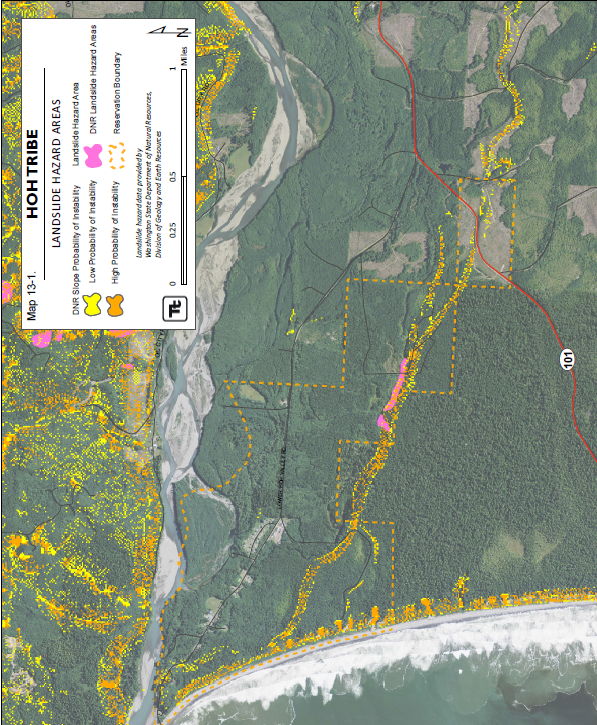 Map 13-1.
HOH TRIBE
LANDSLIDE HAZARD AREAS
DNR Slope Probability of Instability
Low Probability of Instability
High Probability of Instability
Landslide Hazard Area
DNR Landslide Hazard Areas
Reservation Boundary
Landslide hazard data provided by
Washington State Department of Natural Resources,
Division of Geology and Earth Resources
0 0.25 0.5 1
Miles
N
Tt
101